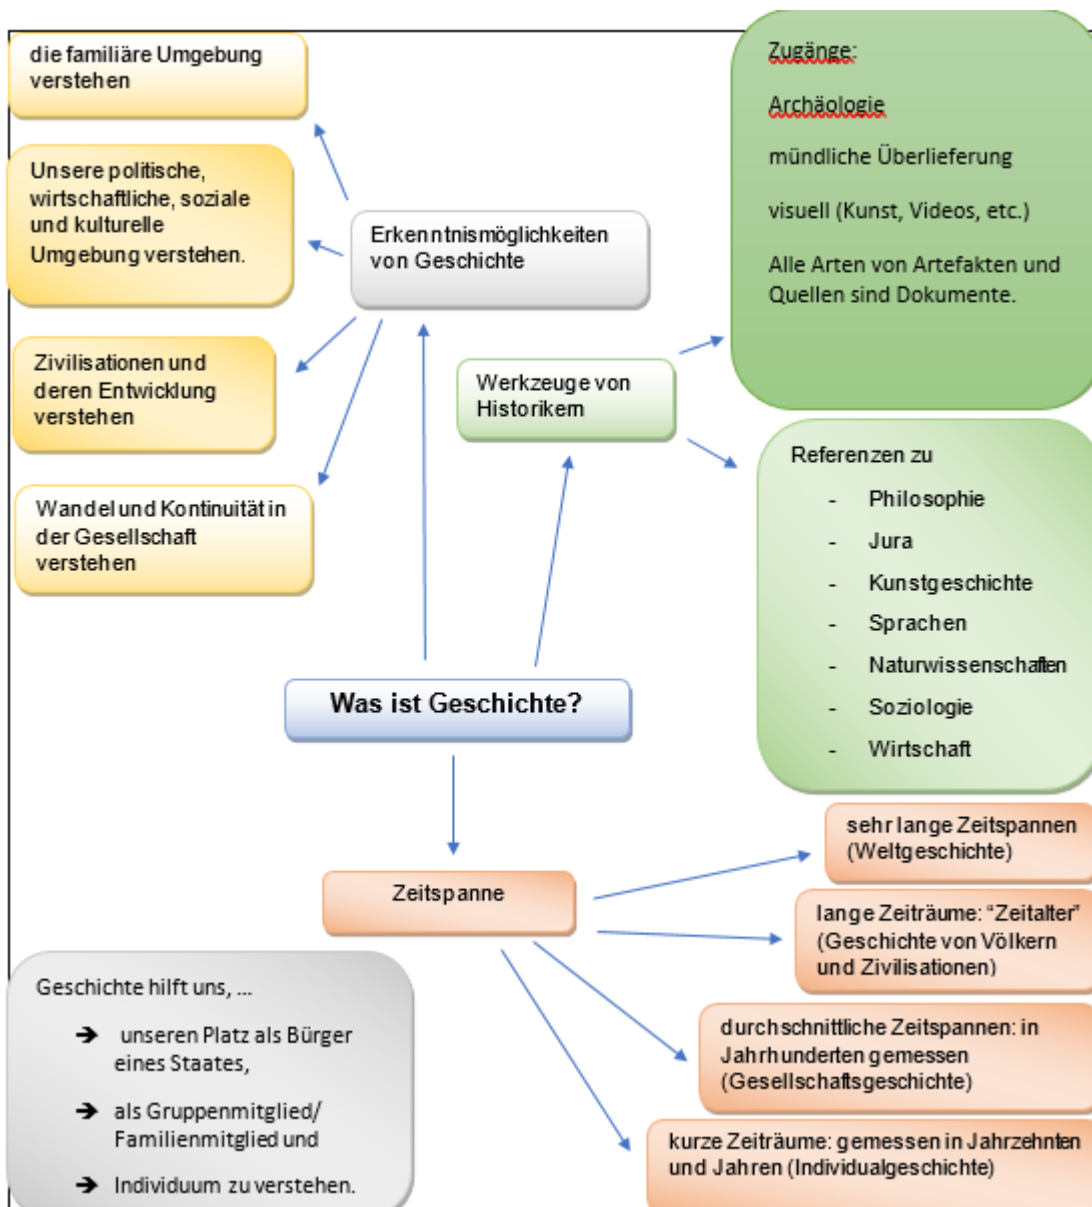 die familiäre Umgebung
verstehen
Unsere politische,
wirtschaftliche, soziale
und kulturelle
Umgebung verstehen.
Zivilisationen und
deren Entwicklung
verstehen
Wandel und Kontinuität in
der Gesellschaft
verstehen
Erkenntnismöglichkeiten
von Geschichte
Werkzeuge von
Historikern
Zugänge:
Archäologie
mündliche Überlieferung
visuell (Kunst, Videos, etc.)
Alle Arten von Artefakten und
Quellen sind Dokumente.
Referenzen zu
- Philosophie
- Jura
- Kunstgeschichte
- Sprachen
- Naturwissenschaften
- Soziologie
- Wirtschaft
Was ist Geschichte?
Zeitspanne
sehr lange Zeitspannen
(Weltgeschichte)
lange Zeiträume: “Zeitalter”
(Geschichte von Völkern
und Zivilisationen)
durchschnittliche Zeitspannen: in
Jahrhunderten gemessen
(Gesellschaftsgeschichte)
kurze Zeiträume: gemessen in Jahrzehnten
und Jahren (Individualgeschichte)
Geschichte hilft uns, ...
➔ unseren Platz als Bürger
eines Staates,
➔ als Gruppenmitglied/
Familienmitglied und
➔ Individuum zu verstehen.